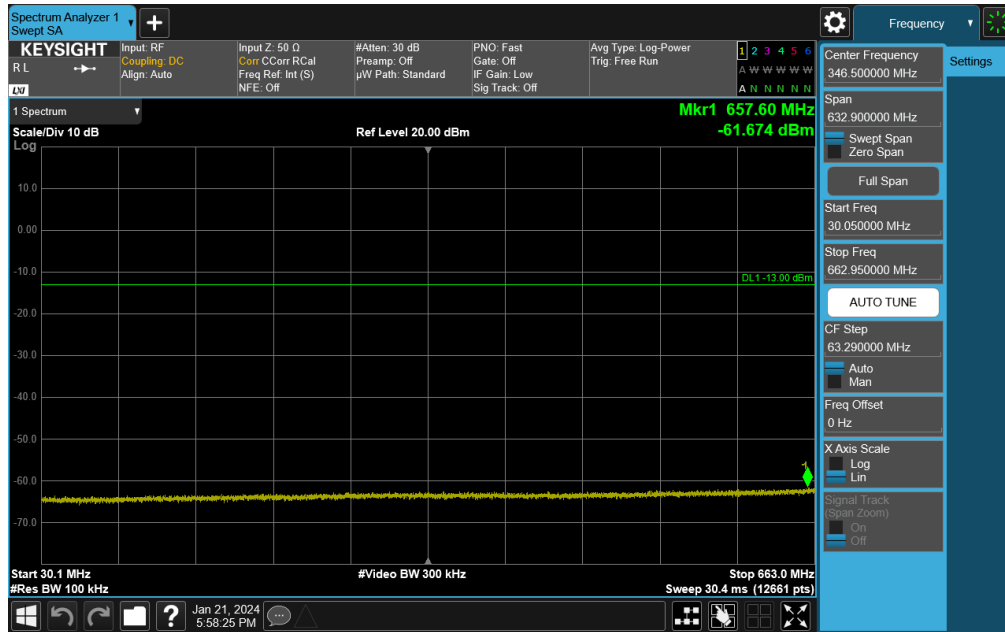 Spectrum Analyzer 1
Swept SA
Frequency
KEYSIGHT
R L
LXI
Input: RF
Coupling: DC
Align: Auto
Input Z: 50 Ω
Corr CCorr RCal
Freq Ref: Int (S)
NFE: Off
#Atten: 30 dB
Preamp: Off
µW Path: Standard
PNO: Fast
Gate: Off
IF Gain: Low
Sig Track: Off
Avg Type: Log-Power
Trig: Free Run
1 2 3 4 5 6
A W W W W W
A N N N N N
1 Spectrum
Scale/Div 10 dB
Log
Ref Level 20.00 dBm
Mkr1 657.60 MHz
-61.674 dBm
10.0
0.00
-10.0
DL1 -13.00 dBm
-20.0
-30.0
-40.0
-50.0
1
-60.0
-70.0
Start 30.1 MHz
#Video BW 300 kHz
Stop 663.0 MHz
#Res BW 100 kHz
Sweep 30.4 ms (12661 pts)
Jan 21, 2024
5:58:25 PM
Center Frequency
346.500000 MHz
Settings
Span
632.900000 MHz
Swept Span
Zero Span
Full Span
Start Freq
30.050000 MHz
Stop Freq
662.950000 MHz
AUTO TUNE
CF Step
63.290000 MHz
Auto
Man
Freq Offset
0 Hz
X Axis Scale
Log
Lin
Signal Track
(Span Zoom)
On
Off